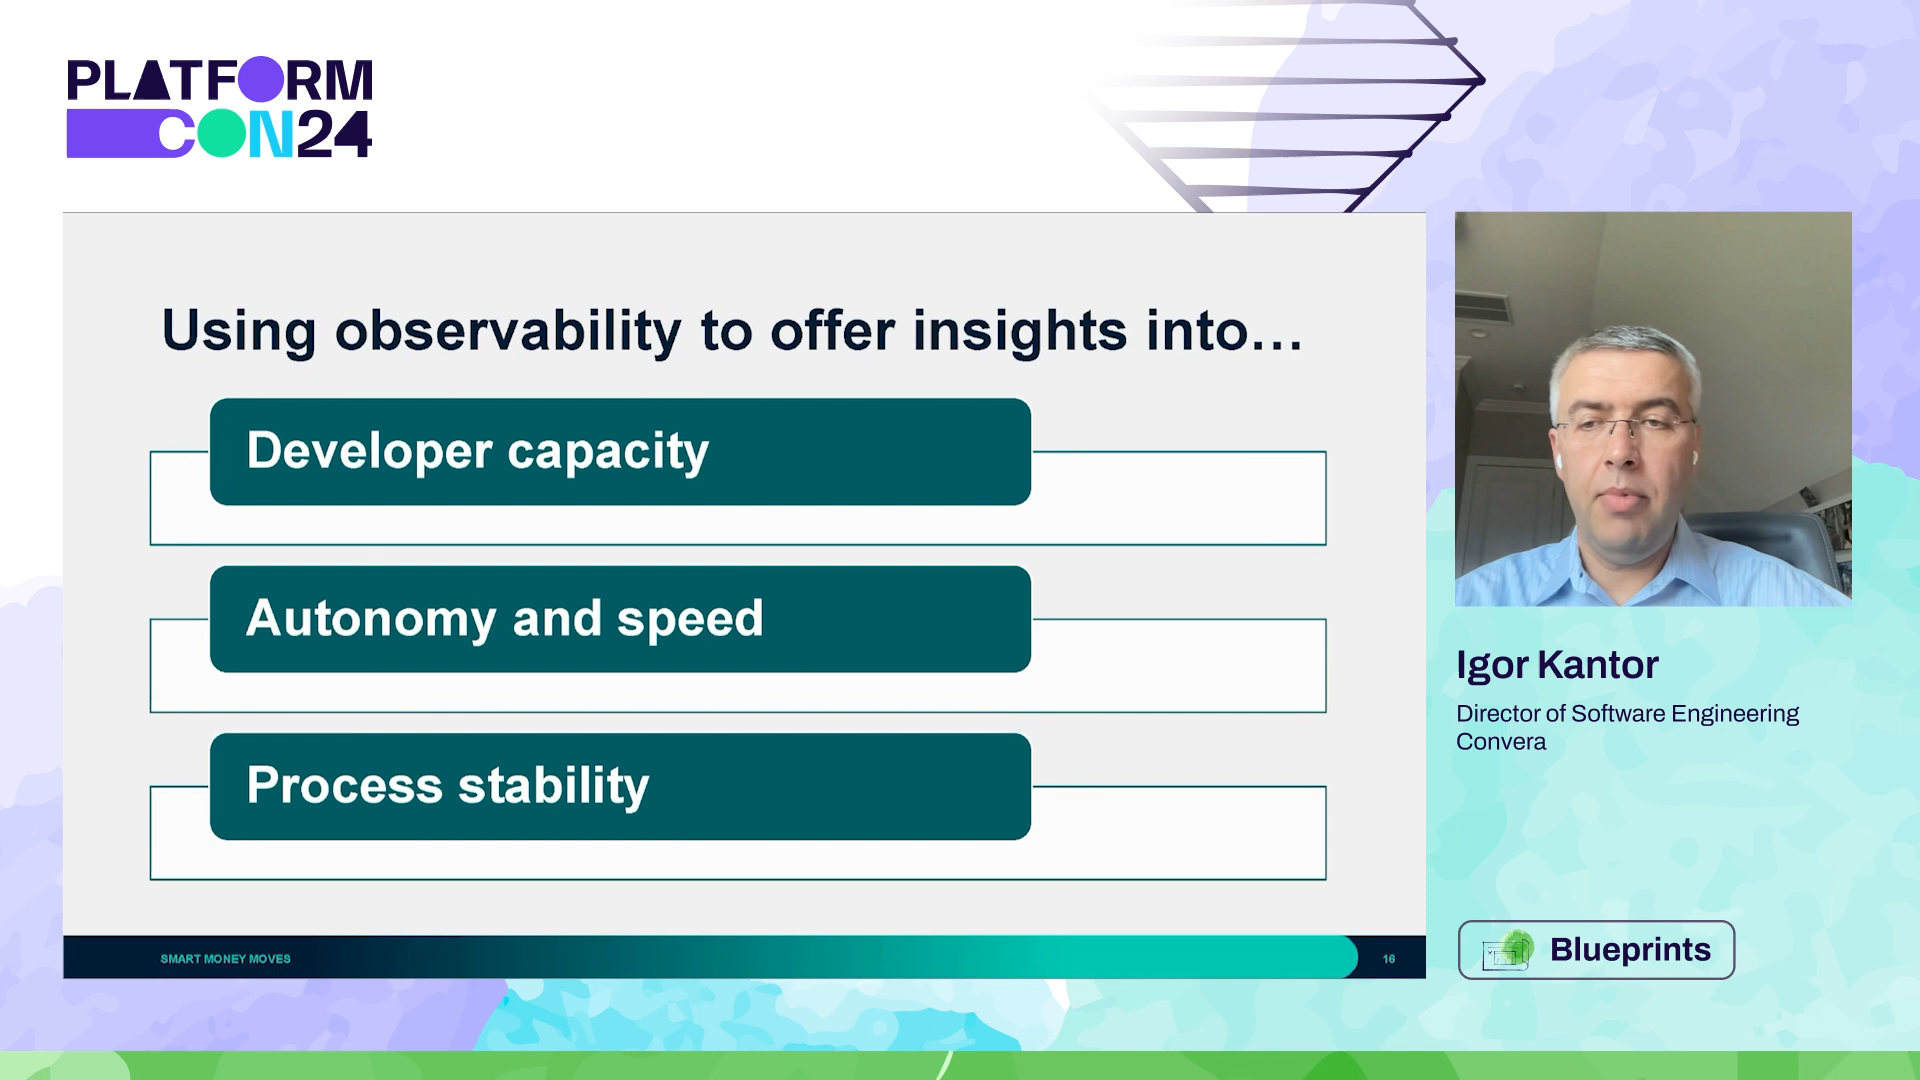 PLATFORM
CON24
Using observability to offer insights into...
Developer capacity
Autonomy and speed
Process stability
SMART MONEY MOVES
16
Igor Kantor
Director of Software Engineering
Convera
Blueprints